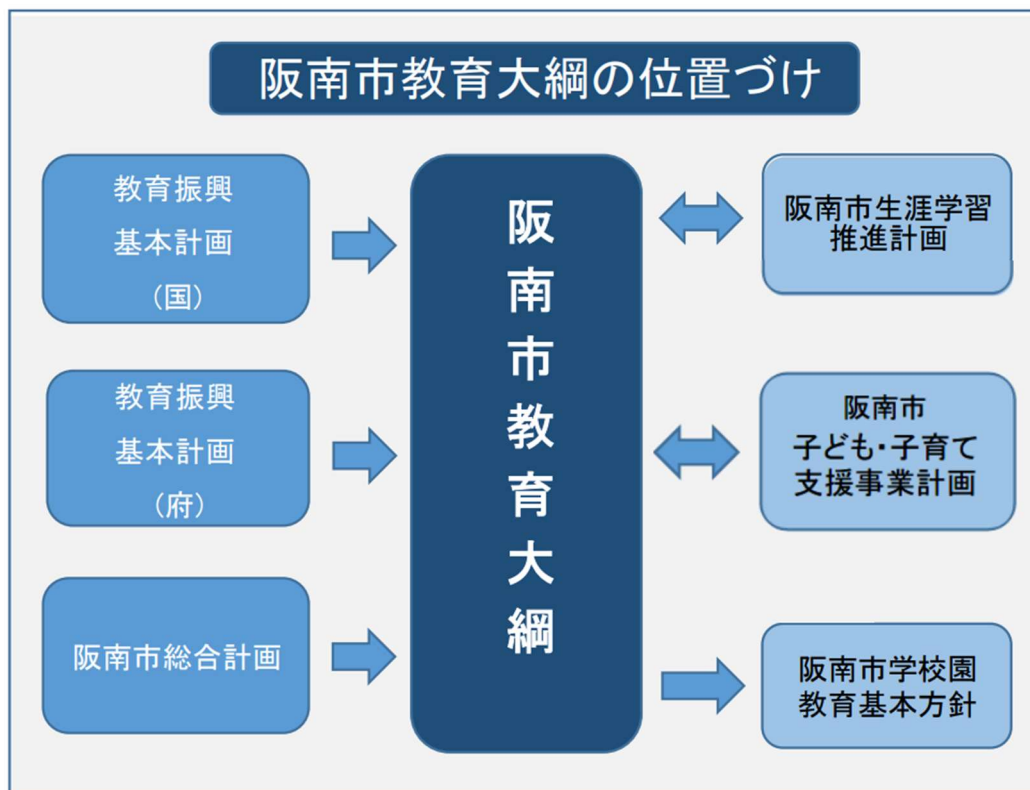 阪南市教育大綱の位置づけ
教育振興
基本計画
（国）
教育振興
基本計画
（府）
阪南市総合計画
阪南市教育大綱
阪南市生涯学習
推進計画
阪南市
子ども・子育て
支援事業計画
阪南市学校園
教育基本方針